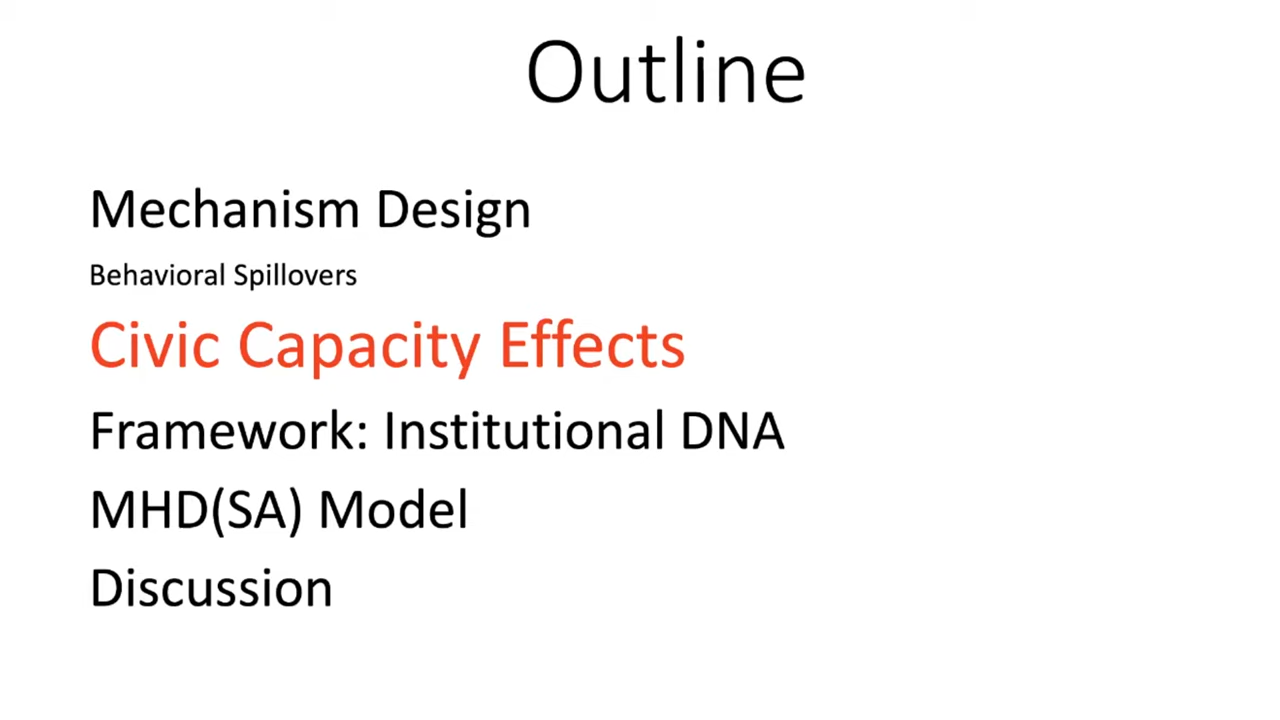 Outline
Mechanism Design
Behavioral Spillovers
Civic Capacity Effects
Framework: Institutional DNA
MHD(SA) Model
Discussion